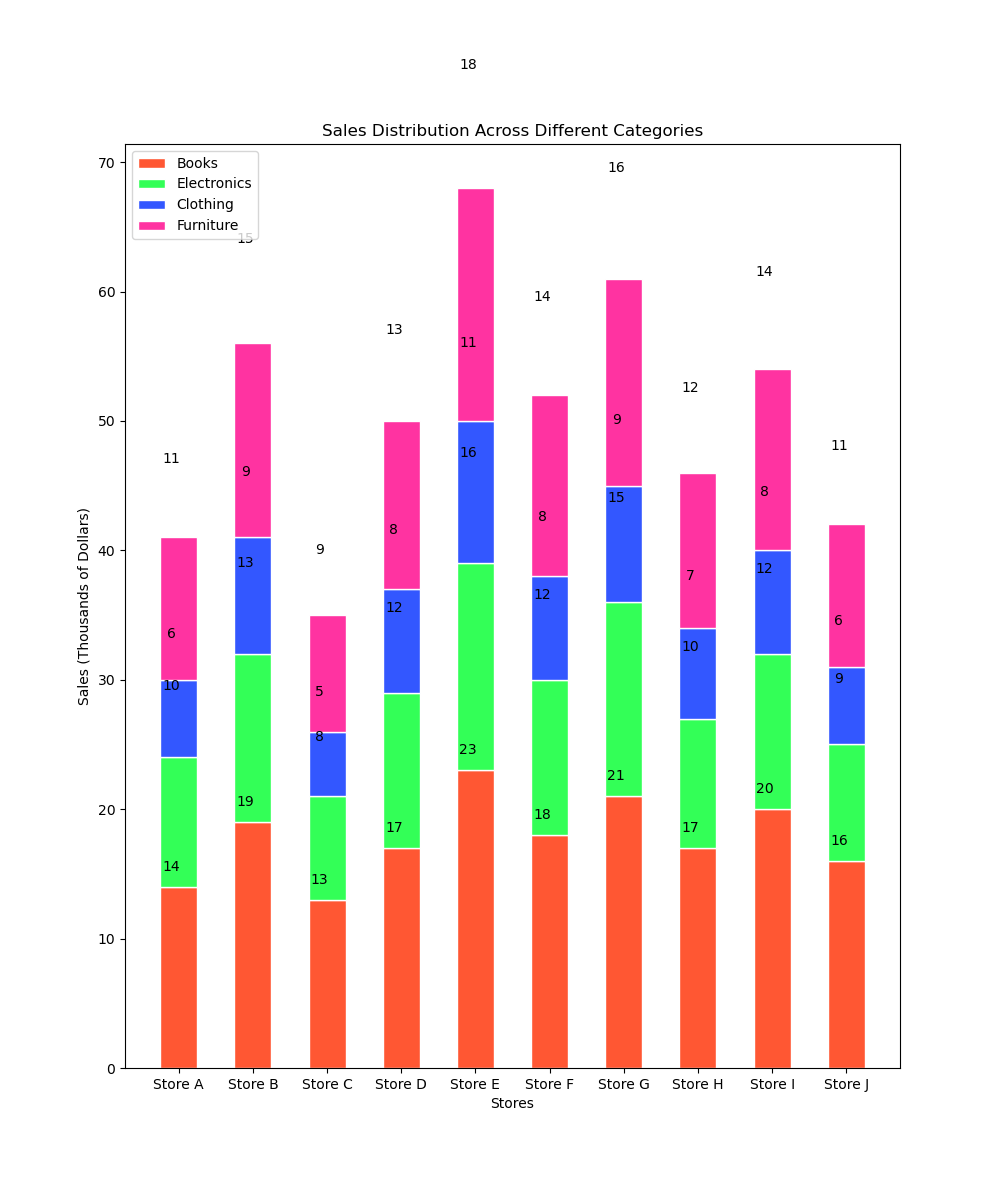 18
Sales Distribution Across Different Categories
Books
Electronics
Clothing
Furniture
Sales (Thousands of Dollars)
70
60
50
40
30
20
10
0
11
6
10
14
15
9
13
19
9
5
8
13
13
8
12
17
11
16
23
14
8
12
18
16
9
15
21
12
7
10
17
14
8
12
20
11
6
9
16
Store A
Store B
Store C
Store D
Store E
Store F
Store G
Store H
Store I
Store J
Stores